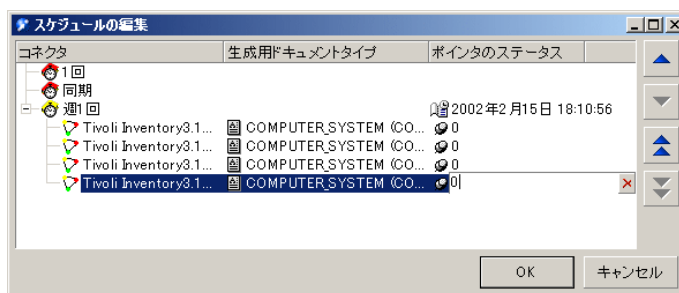 スケジュールの編集
コネクタ 生成用ドキュメントタイプ ポインタのステータス
1回
同期
週1回 2002年2月15日 18:10:56
Tivoli Inventory3.1... COMPUTER_SYSTEM (CO... 0
Tivoli Inventory3.1... COMPUTER_SYSTEM (CO... 0
Tivoli Inventory3.1... COMPUTER_SYSTEM (CO... 0
Tivoli Inventory3.1... COMPUTER_SYSTEM (CO... 0
OK キャンセル